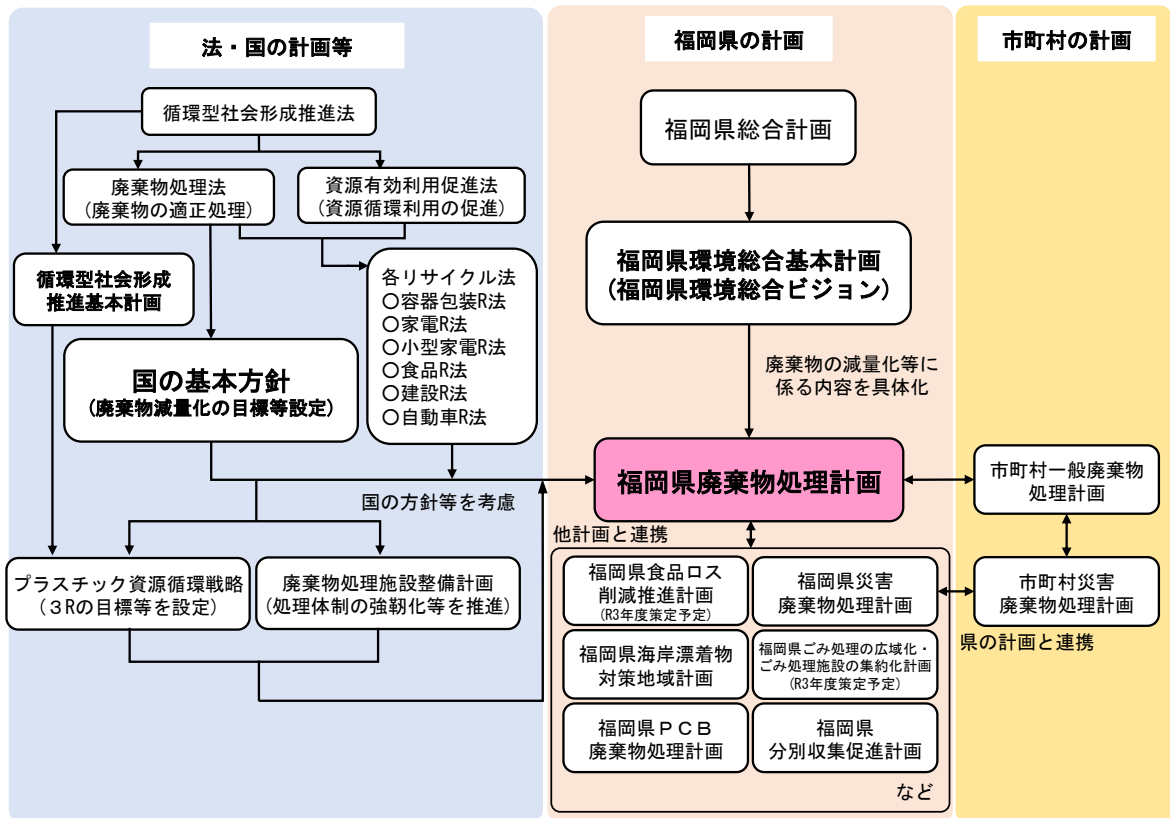 法・国の計画等
循環型社会形成推進法
廃棄物処理法
(廃棄物の適正処理)
資源有効利用促進法
(資源循環利用の促進)
循環型社会形成
推進基本計画
各リサイクル法
○容器包装R法
○家電R法
○小型家電R法
○食品R法
○建設R法
○自動車R法
国の基本方針
(廃棄物減量化の目標等設定)
国の方針等を考慮
プラスチック資源循環戦略
(３Rの目標等を設定)
廃棄物処理施設整備計画
(処理体制の強靭化等を推進)
福岡県の計画
福岡県総合計画
福岡県環境総合基本計画
(福岡県環境総合ビジョン)
廃棄物の減量化等に
係る内容を具体化
福岡県廃棄物処理計画
他計画と連携
福岡県食品ロス
削減推進計画
(R3年度策定予定)
福岡県災害
廃棄物処理計画
福岡県海岸漂着物
対策地域計画
福岡県ごみ処理の広域化・
ごみ処理施設の集約化計画
(R3年度策定予定)
福岡県ＰＣＢ
廃棄物処理計画
福岡県
分別収集促進計画
など
市町村の計画
市町村一般廃棄物
処理計画
市町村災害
廃棄物処理計画
県の計画と連携